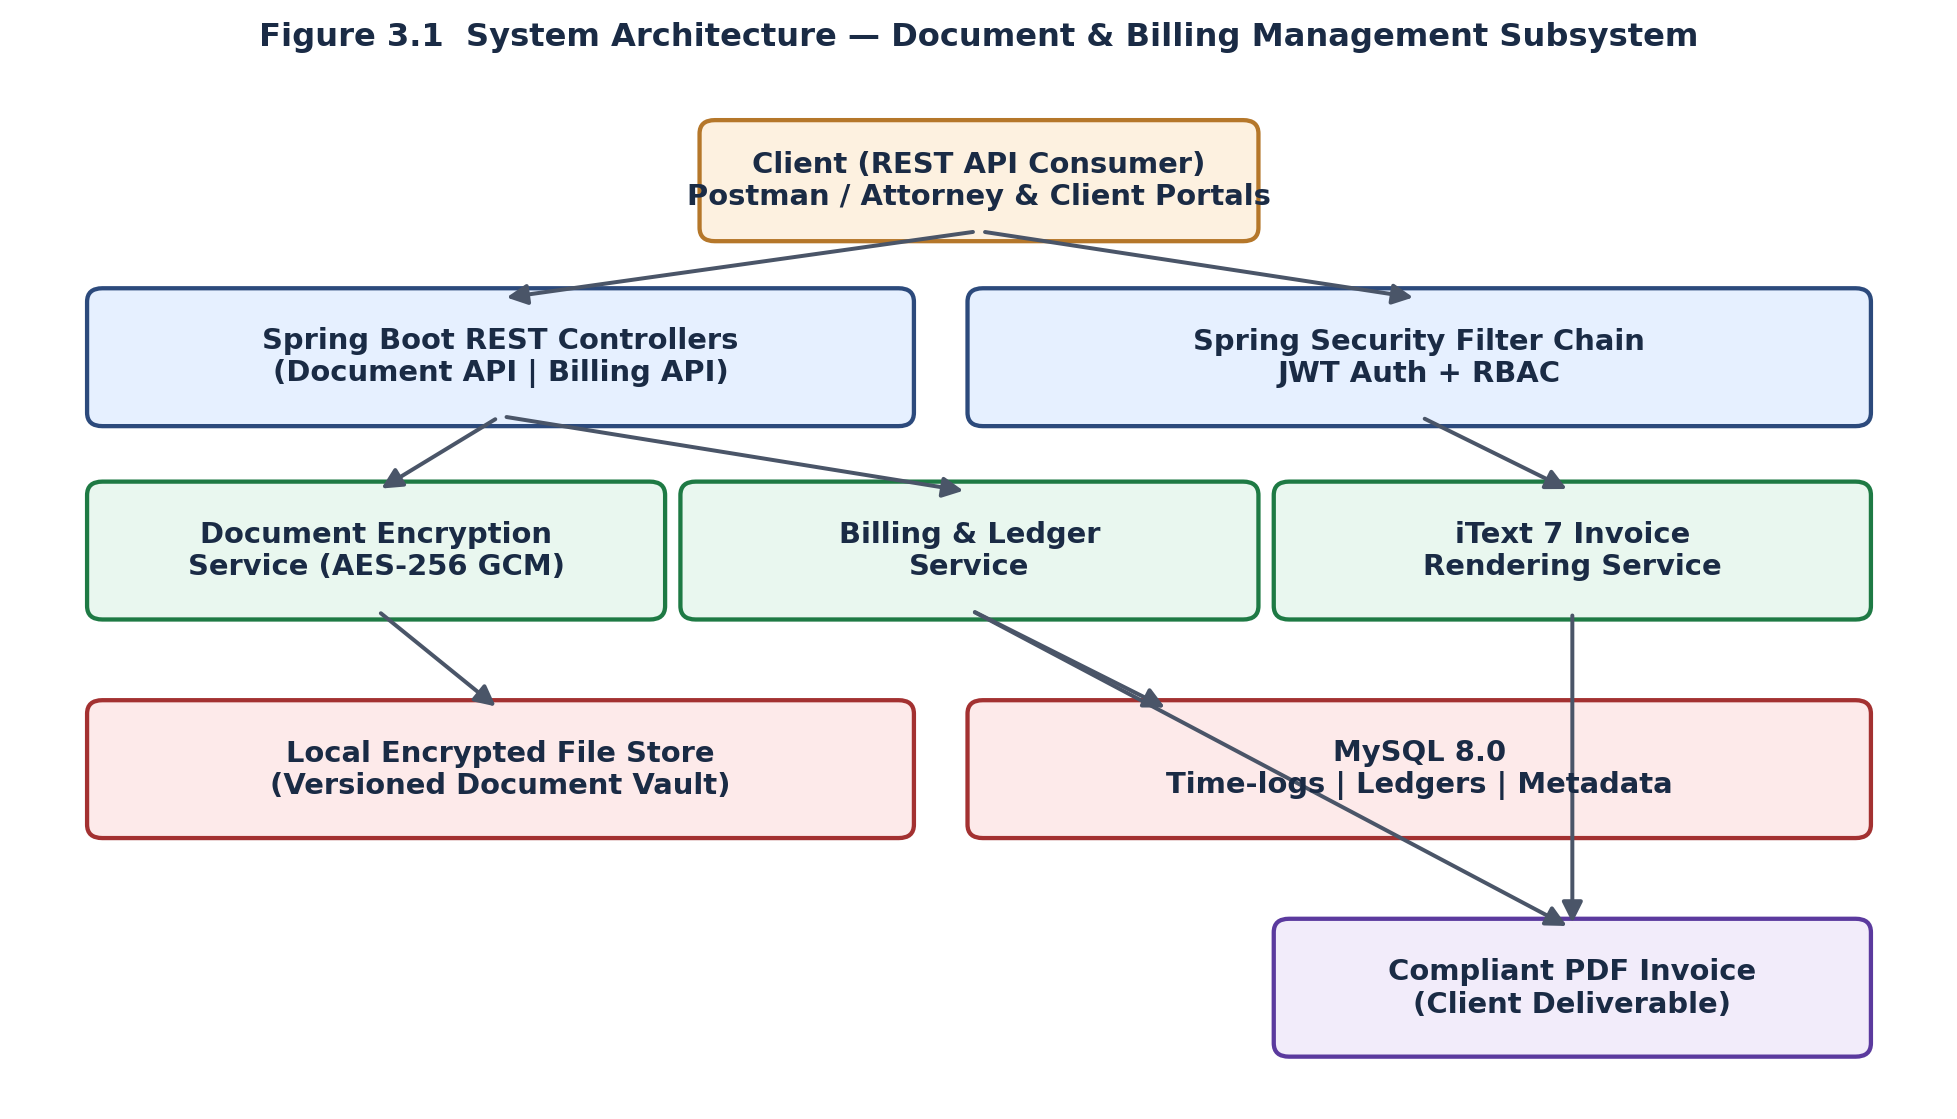 Figure 3.1  System Architecture — Document & Billing Management Subsystem
Client (REST API Consumer)
Postman / Attorney & Client Portals
Spring Boot REST Controllers
(Document API | Billing API)
Spring Security Filter Chain
JWT Auth + RBAC
Document Encryption
Service (AES-256 GCM)
Billing & Ledger
Service
iText 7 Invoice
Rendering Service
Local Encrypted File Store
(Versioned Document Vault)
MySQL 8.0
Time-logs | Ledgers | Metadata
Compliant PDF Invoice
(Client Deliverable)